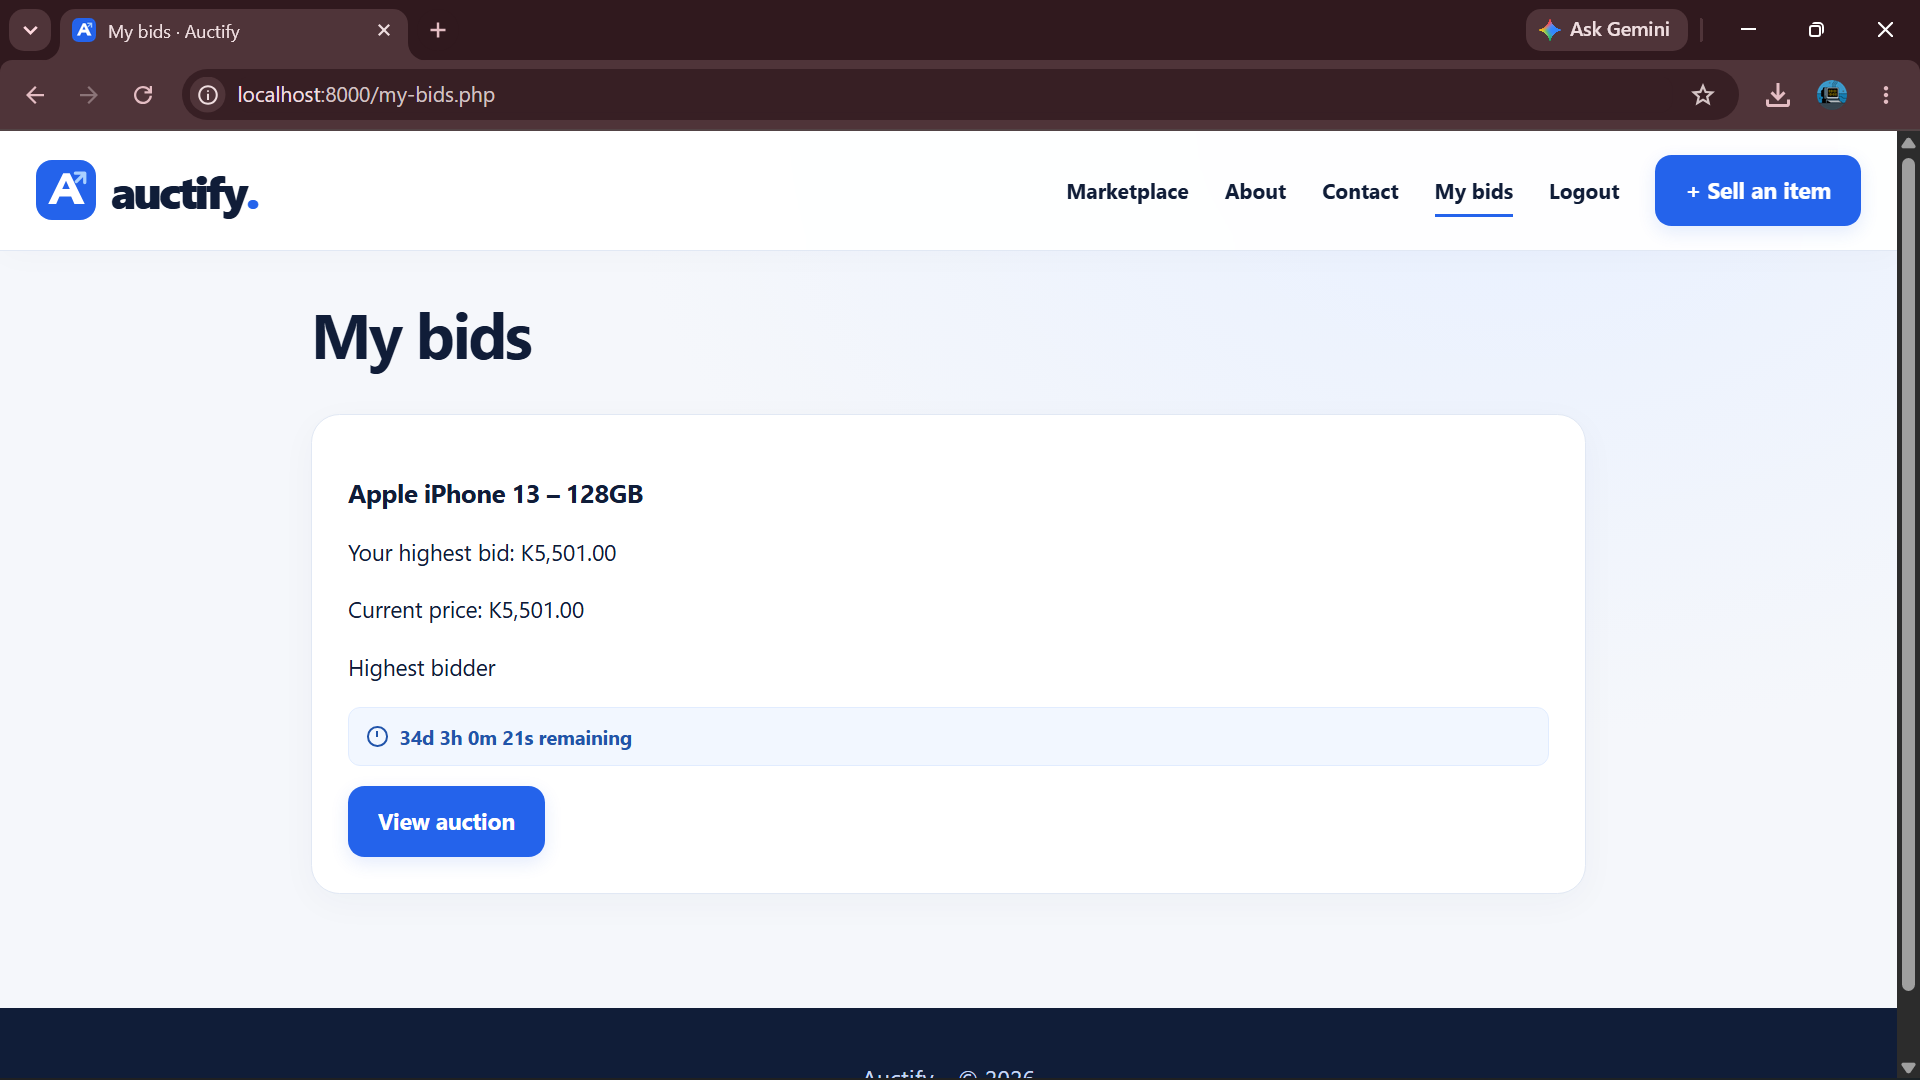 My bids · Auctify
Ask Gemini
localhost:8000/my-bids.php
A auctify.
Marketplace
About
Contact
My bids
Logout
+ Sell an item
My bids
Apple iPhone 13 – 128GB
Your highest bid: K5,501.00
Current price: K5,501.00
Highest bidder
34d 3h 0m 21s remaining
View auction
Auctify © 2026